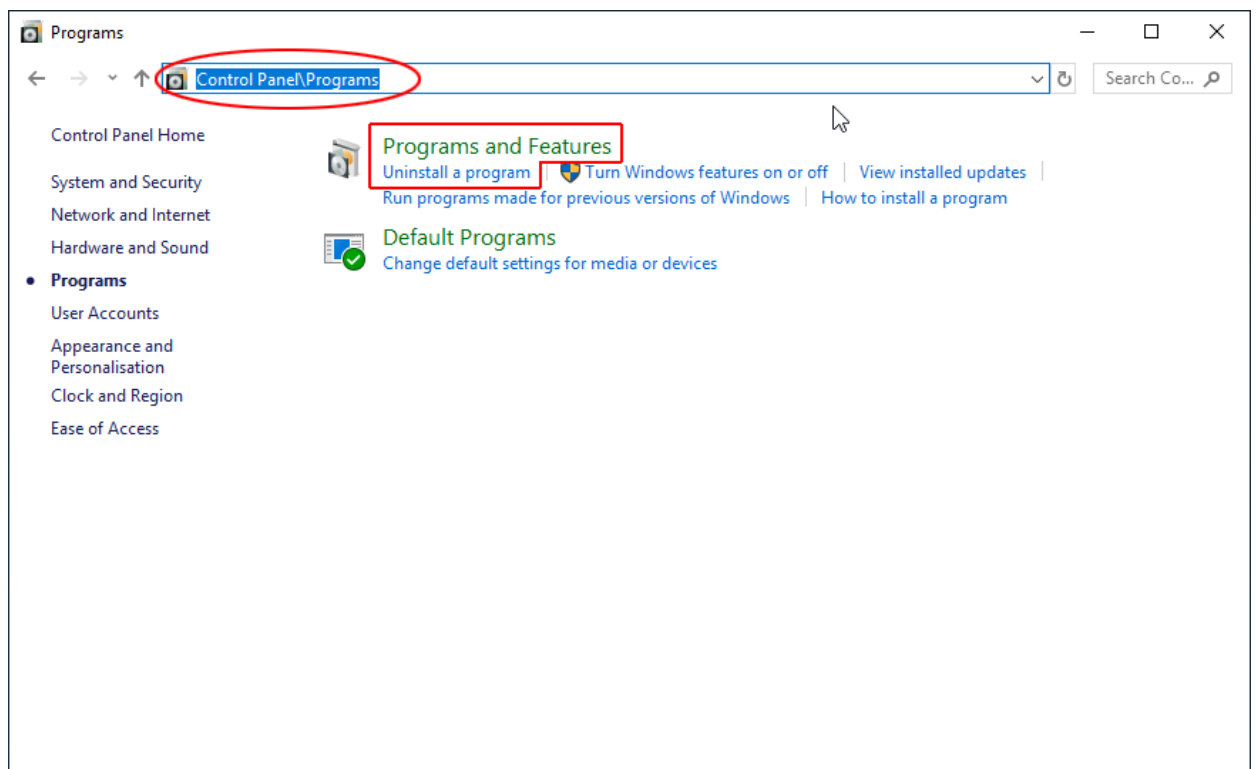 Programs
Control Panel\Programs
Search Co...
Control Panel Home
System and Security
Network and Internet
Hardware and Sound
Programs
User Accounts
Appearance and
Personalisation
Clock and Region
Ease of Access
Programs and Features
Uninstall a program Turn Windows features on or off View installed updates
Run programs made for previous versions of Windows How to install a program
Default Programs
Change default settings for media or devices